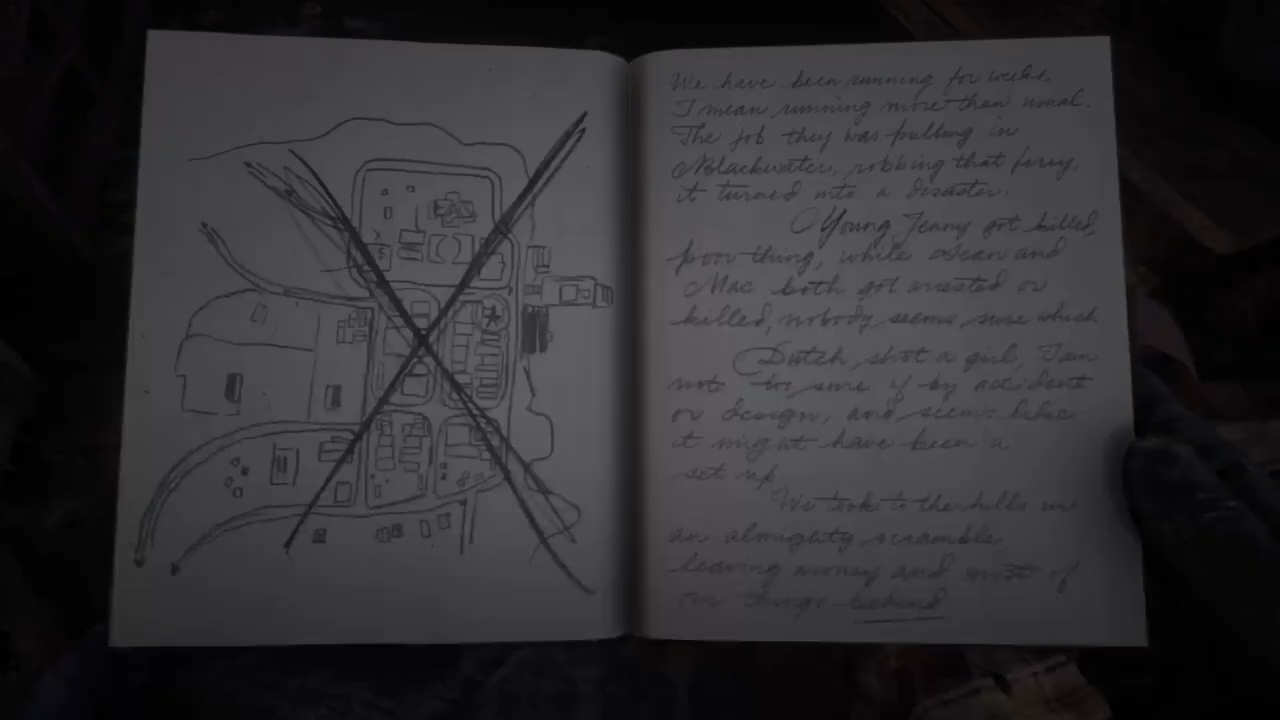 We have been running for weeks,
I mean running more than usual.
The job they was pulling in
Blackwater, robbing that ferry,
it turned into a disaster.
Young Jenny got killed,
poor thing, while Sean and
Mac both got arrested or
killed, nobody seems sure which
Dutch shot a girl, I am
not too sure if by accident
or design, and seems like
it might have been a
set up
We took to the hills in
an almighty scramble
leaving money and most of
our things behind